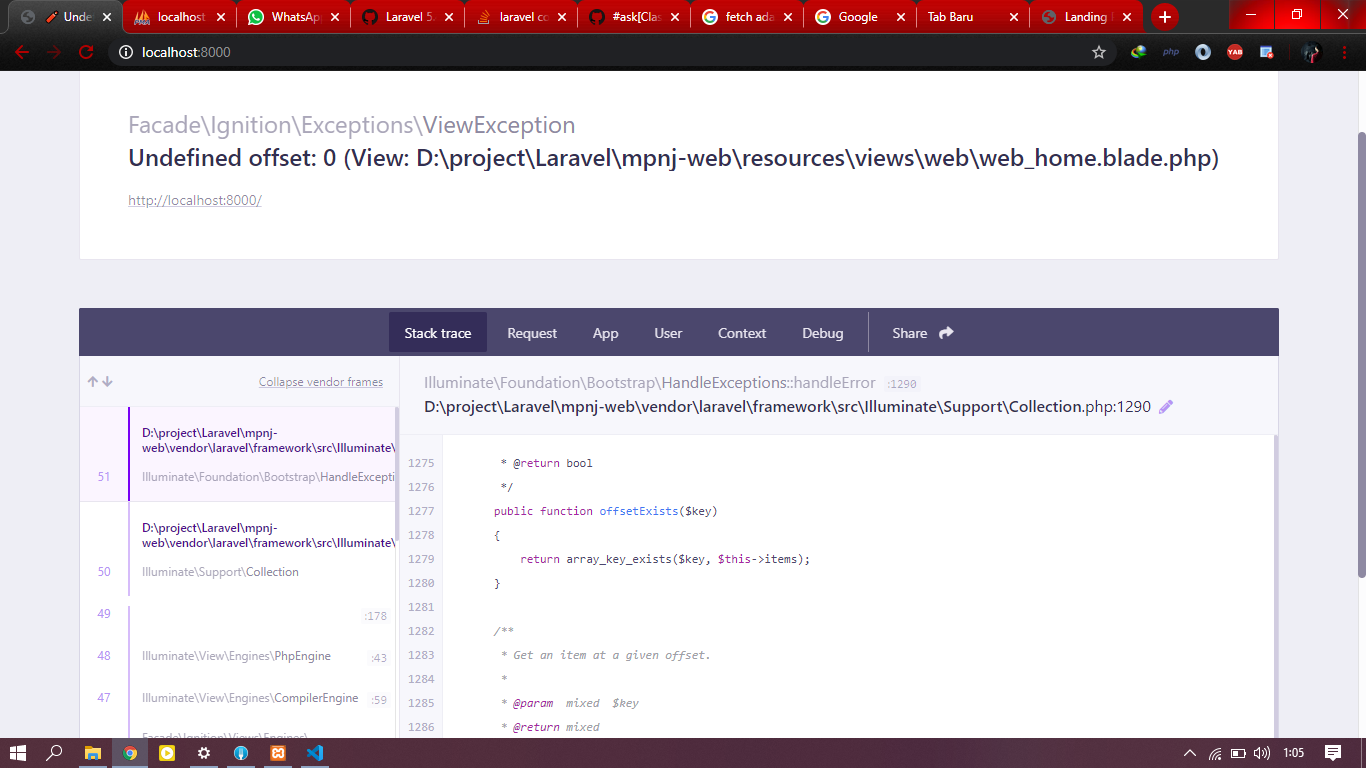 Unde
localhost
WhatsAp
Laravel 5
laravel co
#ask[Clas
fetch ada
Google
Tab Baru
Landing
localhost:8000
php
YAB
Facade\Ignition\Exceptions\ViewException
Undefined offset: 0 (View: D:\project\Laravel\mpnj-web\resources\views\web\web_home.blade.php)
http://localhost:8000/
Stack trace
Request
App
User
Context
Debug
Share
Collapse vendor frames
D:\project\Laravel\mpnj-
web\vendor\laravel\framework\src\Illuminate\
51 Illuminate\Foundation\Bootstrap\HandleExcepti
D:\project\Laravel\mpnj-
web\vendor\laravel\framework\src\Illuminate\
50 Illuminate\Support\Collection
49 :178
48 Illuminate\View\Engines\PhpEngine :43
47 Illuminate\View\Engines\CompilerEngine :59
Facade\Ignition\Views\Engines\
Illuminate\Foundation\Bootstrap\HandleExceptions::handleError :1290
D:\project\Laravel\mpnj-web\vendor\laravel\framework\src\Illuminate\Support\Collection.php:1290
1275 * @return bool
1276 */
1277 public function offsetExists($key)
1278 {
1279 return array_key_exists($key, $this->items);
1280 }
1281
1282 /**
1283 * Get an item at a given offset.
1284 *
1285 * @param  mixed  $key
1286 * @return mixed
1:05